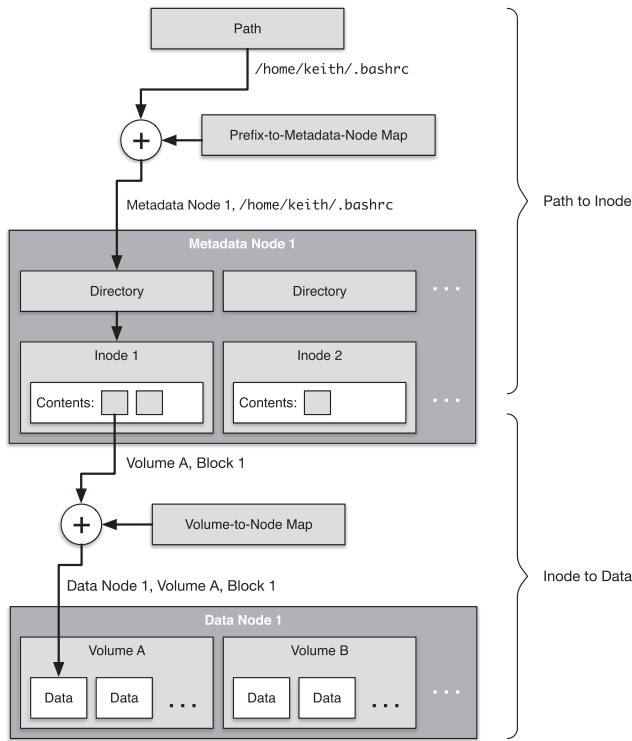 Path
/home/keith/.bashrc
Prefix-to-Metadata-Node Map
Metadata Node 1, /home/keith/.bashrc
Path to Inode
Metadata Node 1
Directory
Directory
...
Inode 1
Inode 2
Contents:
Contents:
...
Volume A, Block 1
Volume-to-Node Map
Data Node 1, Volume A, Block 1
Inode to Data
Data Node 1
Volume A
Volume B
Data
Data
...
Data
Data
...
...